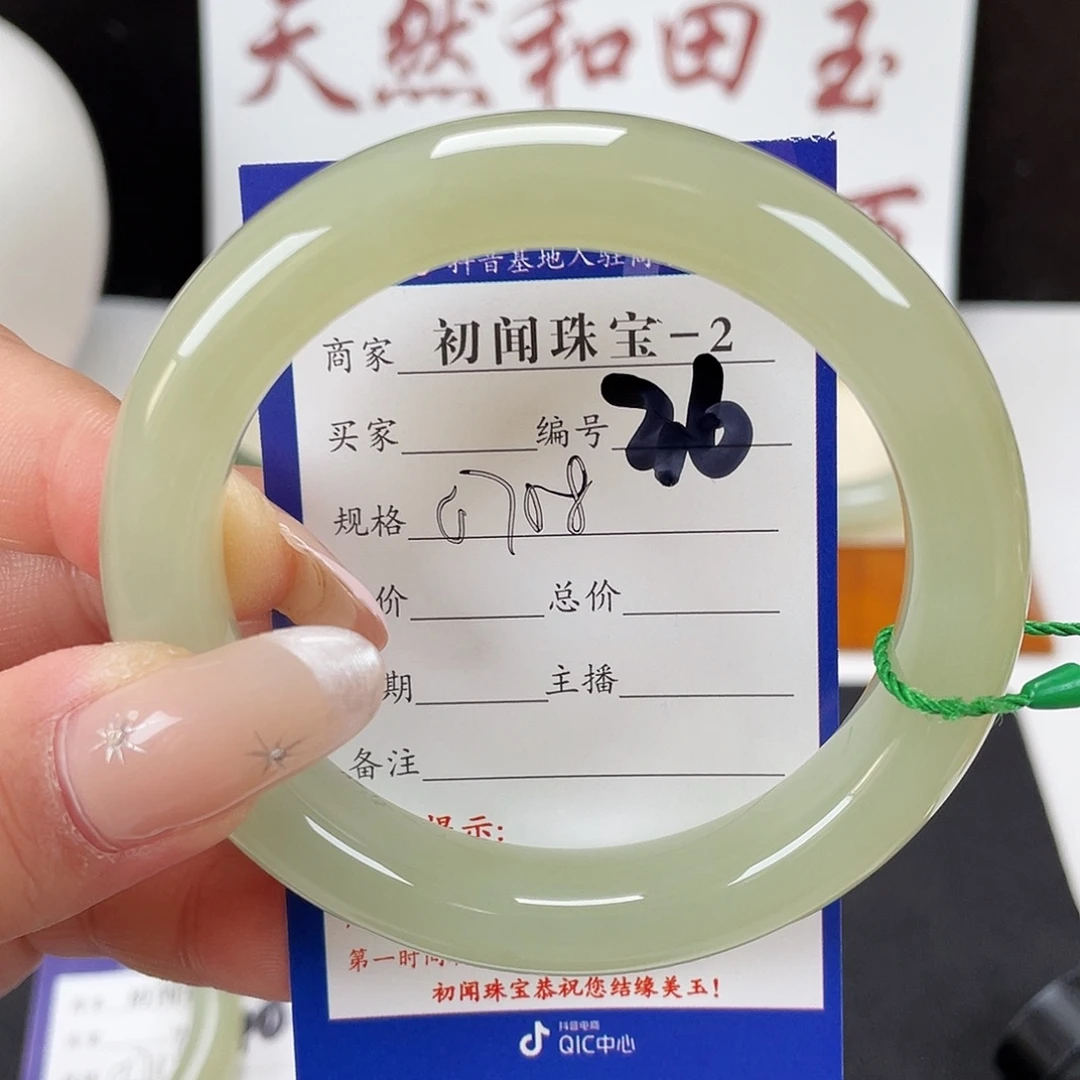 天然和田玉
抖音基地入驻商
商家 初闻珠宝-2
买家 编号 26
规格
价 总价
期 主播
备注
提示:
第一时间
初闻珠宝恭祝您结缘美玉!
抖音电商
QIC中心